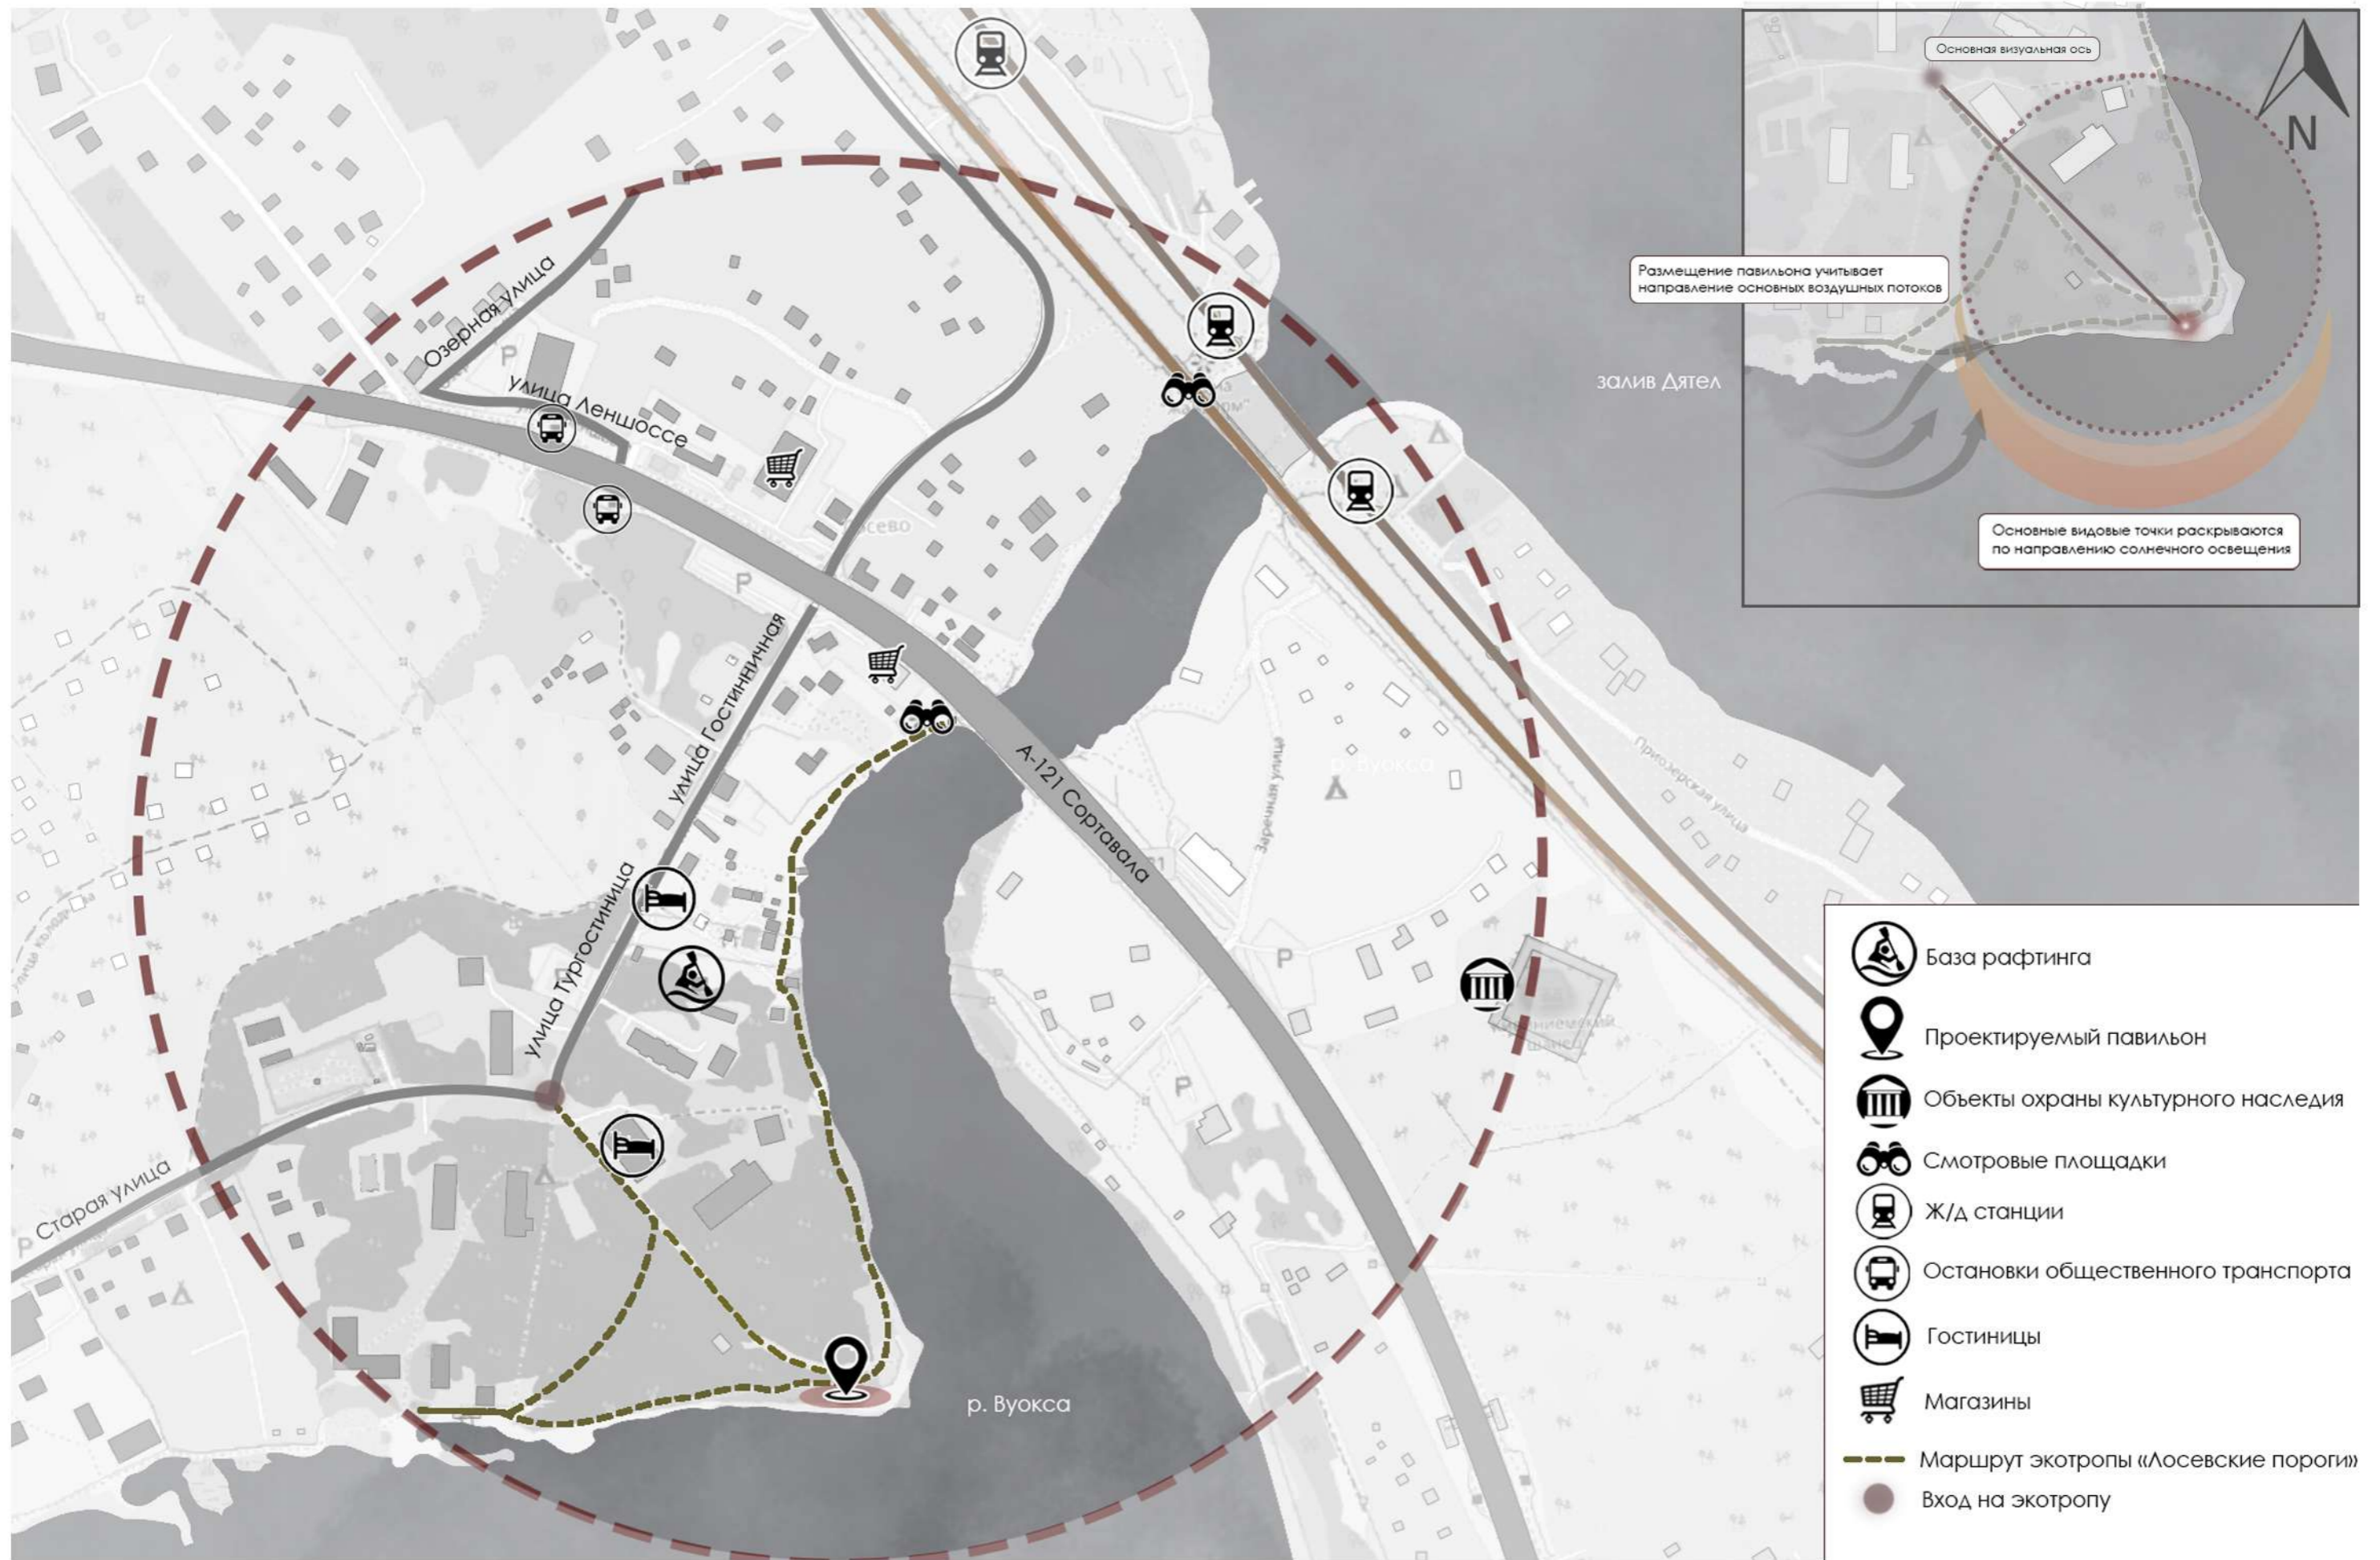 Основная визуальная ось
N
Размещение павильона учитывает
направление основных воздушных потоков
Основные видовые точки раскрываются
по направлению солнечного освещения
залив Дятел
Озерная улица
P
улица Леншоссе
P
улица Гостинничная
А-121 Сортавала
р. Вуокса
Заречная улица
Приозерская улица
улица Тургостиница
P
P
Старая улица
P
р. Вуокса
База рафтинга
Проектируемый павильон
Объекты охраны культурного наследия
Смотровые площадки
Ж/д станции
Остановки общественного транспорта
Гостиницы
Магазины
Маршрут экотропы «Лосевские пороги»
Вход на экотропу